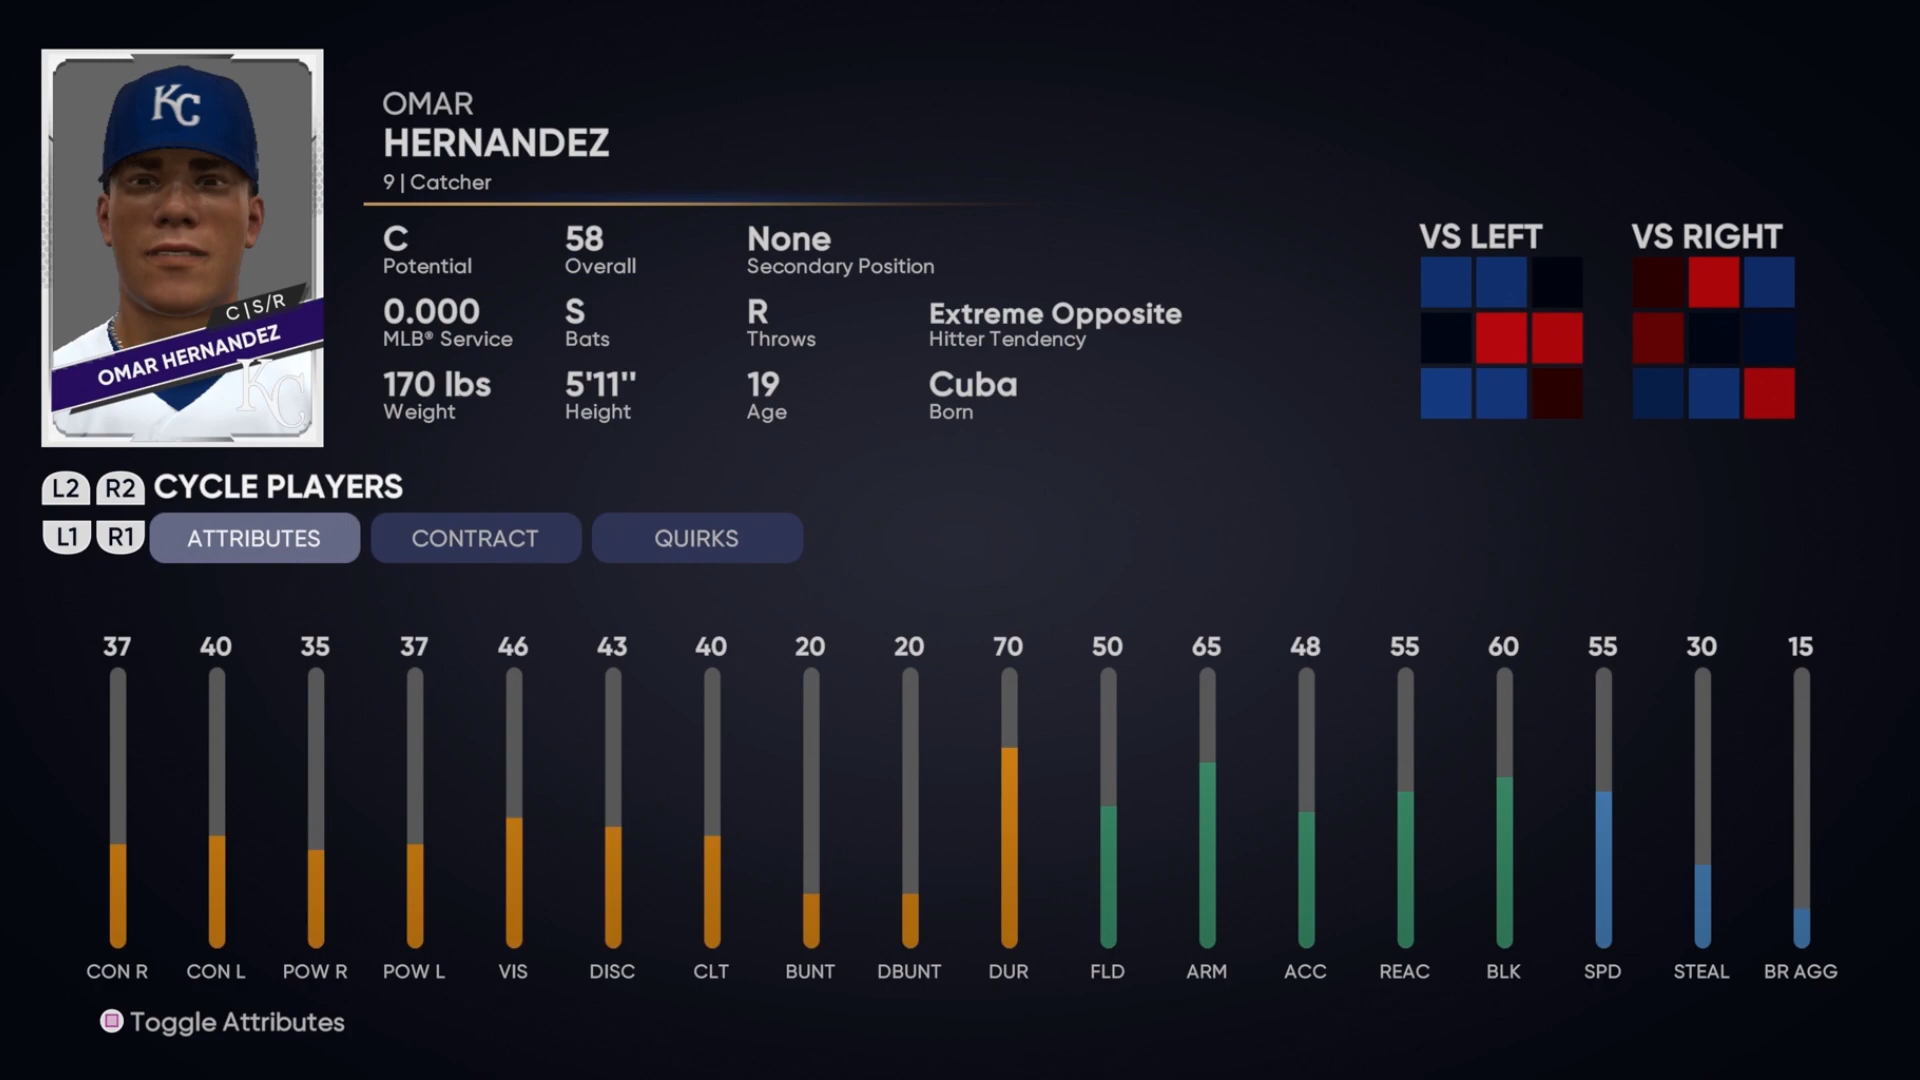 KC
C | S/R
OMAR HERNANDEZ
KC
OMAR
HERNANDEZ
9 | Catcher
C
Potential
58
Overall
None
Secondary Position
0.000
MLB® Service
S
Bats
R
Throws
Extreme Opposite
Hitter Tendency
170 lbs
Weight
5'11''
Height
19
Age
Cuba
Born
VS LEFT
VS RIGHT
L2 R2 CYCLE PLAYERS
L1 R1 ATTRIBUTES CONTRACT QUIRKS
37 40 35 37 46 43 40 20 20 70 50 65 48 55 60 55 30 15
CON R CON L POW R POW L VIS DISC CLT BUNT DBUNT DUR FLD ARM ACC REAC BLK SPD STEAL BR AGG
Toggle Attributes